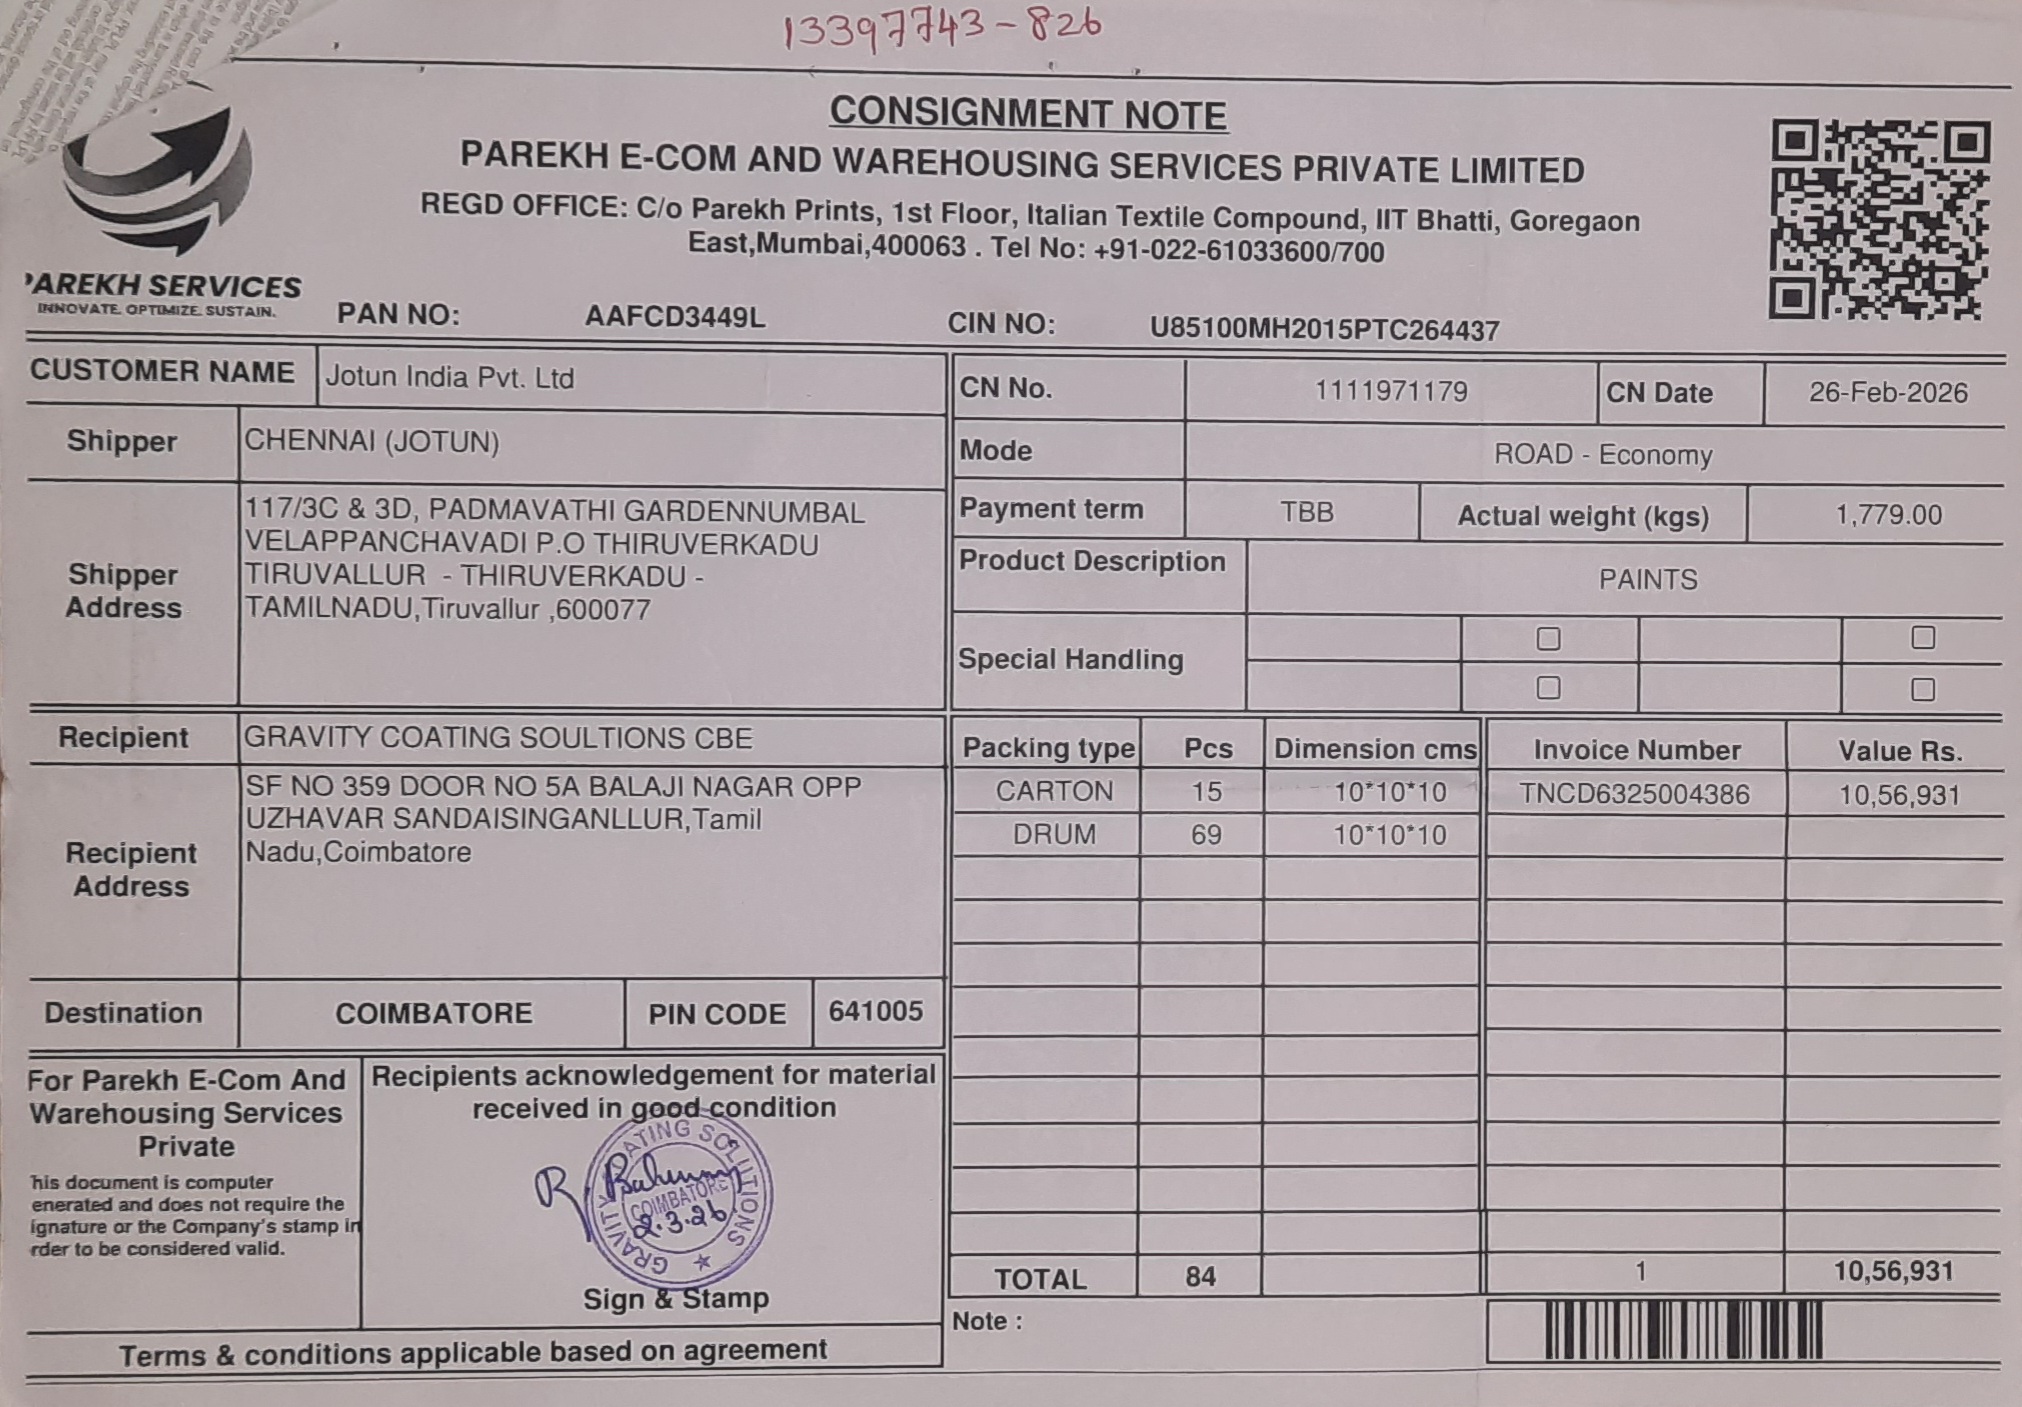 13397743-826
CONSIGNMENT NOTE
PAREKH E-COM AND WAREHOUSING SERVICES PRIVATE LIMITED
REGD OFFICE: C/o Parekh Prints, 1st Floor, Italian Textile Compound, IIT Bhatti, Goregaon
East,Mumbai,400063 . Tel No: +91-022-61033600/700
PAREKH SERVICES
INNOVATE. OPTIMIZE. SUSTAIN.
PAN NO: AAFCD3449L CIN NO: U85100MH2015PTC264437
CUSTOMER NAME Jotun India Pvt. Ltd
Shipper CHENNAI (JOTUN)
Shipper Address
117/3C & 3D, PADMAVATHI GARDENNUMBAL
VELAPPANCHAVADI P.O THIRUVERKADU
TIRUVALLUR - THIRUVERKADU -
TAMILNADU,Tiruvallur ,600077
CN No. 1111971179 CN Date 26-Feb-2026
Mode ROAD - Economy
Payment term TBB Actual weight (kgs) 1,779.00
Product Description PAINTS
Special Handling
Recipient GRAVITY COATING SOULTIONS CBE
Recipient Address
SF NO 359 DOOR NO 5A BALAJI NAGAR OPP
UZHAVAR SANDAISINGANLLUR,Tamil
Nadu,Coimbatore
Destination COIMBATORE PIN CODE 641005
Packing type Pcs Dimension cms Invoice Number Value Rs.
CARTON 15 10*10*10 TNCD6325004386 10,56,931
DRUM 69 10*10*10
TOTAL 84 1 10,56,931
Note :
For Parekh E-Com And
Warehousing Services
Private
his document is computer
enerated and does not require the
ignature or the Company's stamp in
rder to be considered valid.
Recipients acknowledgement for material
received in good condition
GRAVITY COATING SOLUTIONS
COIMBATORE
R.
2.3.26
Sign & Stamp
Terms & conditions applicable based on agreement